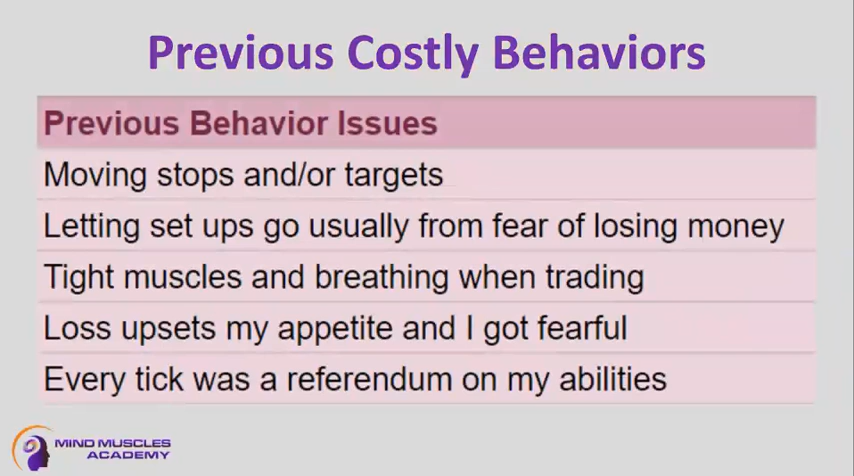 Previous Costly Behaviors
Previous Behavior Issues
Moving stops and/or targets
Letting set ups go usually from fear of losing money
Tight muscles and breathing when trading
Loss upsets my appetite and I got fearful
Every tick was a referendum on my abilities
MIND MUSCLES
ACADEMY